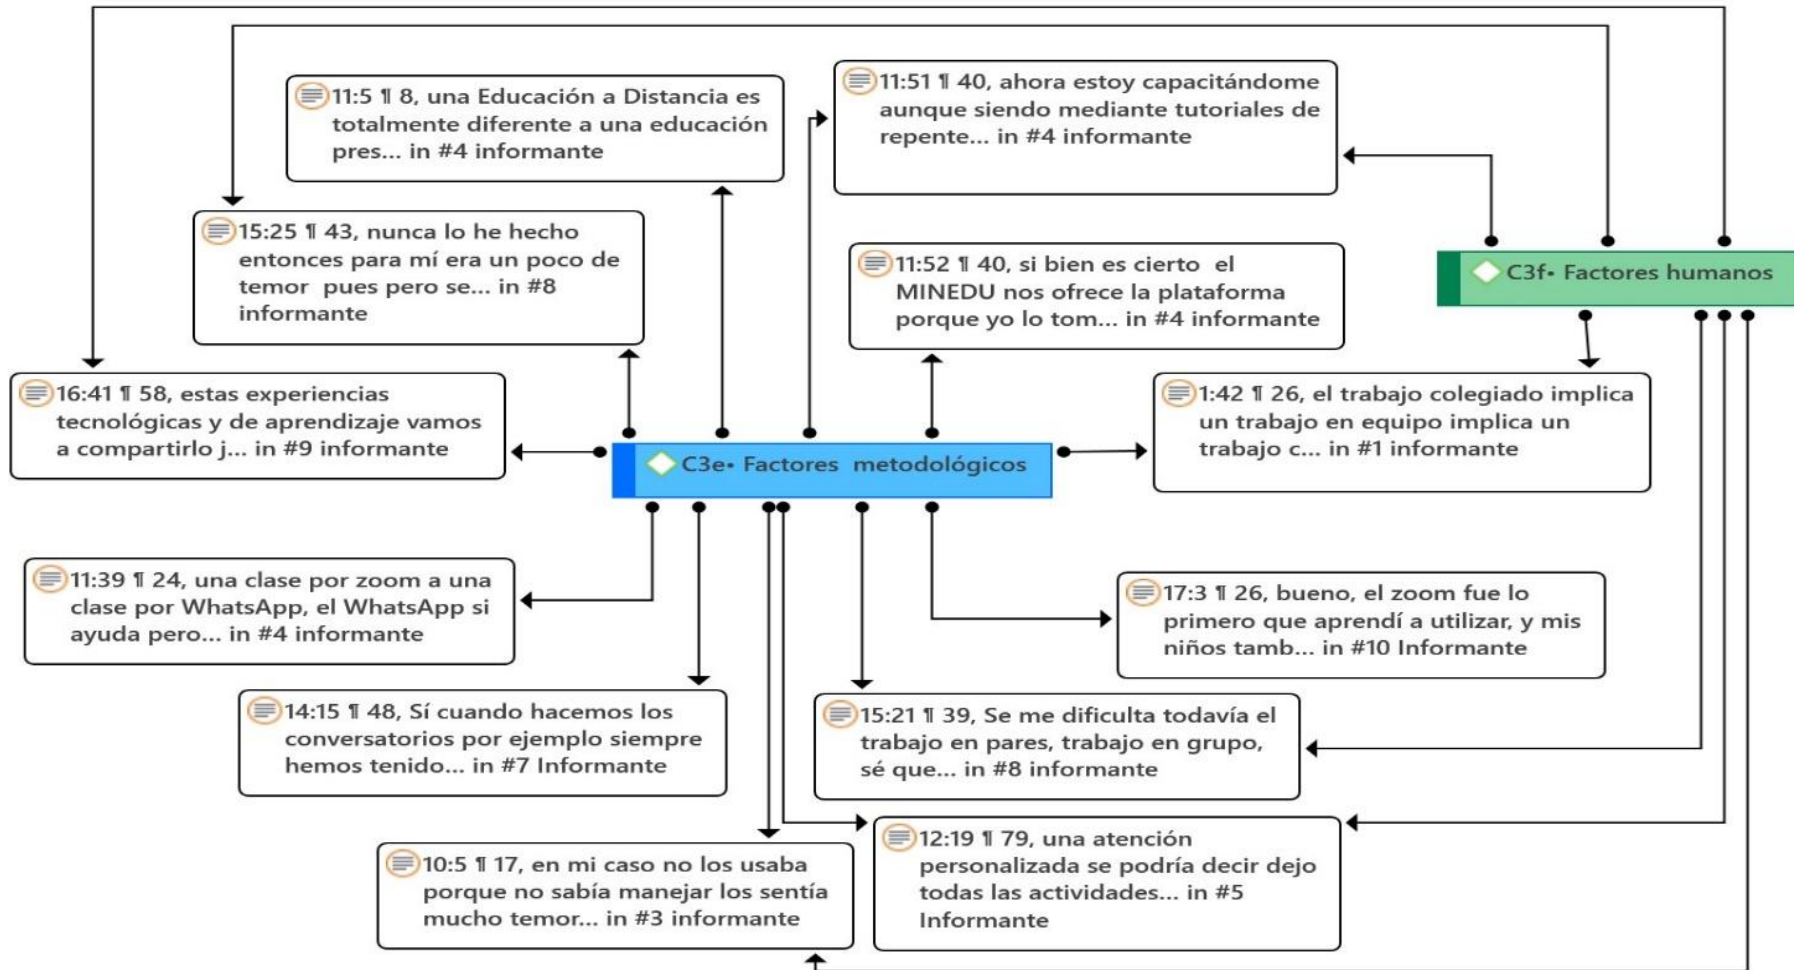 11:5 ¶ 8, una Educación a Distancia es
totalmente diferente a una educación
pres... in #4 informante
11:51 ¶ 40, ahora estoy capacitándome
aunque siendo mediante tutoriales de
repente... in #4 informante
15:25 ¶ 43, nunca lo he hecho
entonces para mí era un poco de
temor  pues pero se... in #8
informante
11:52 ¶ 40, si bien es cierto  el
MINEDU nos ofrece la plataforma
porque yo lo tom... in #4 informante
C3f• Factores humanos
16:41 ¶ 58, estas experiencias
tecnológicas y de aprendizaje vamos
a compartirlo j... in #9 informante
1:42 ¶ 26, el trabajo colegiado implica
un trabajo en equipo implica un
trabajo c... in #1 informante
C3e• Factores  metodológicos
11:39 ¶ 24, una clase por zoom a una
clase por WhatsApp, el WhatsApp si
ayuda pero... in #4 informante
17:3 ¶ 26, bueno, el zoom fue lo
primero que aprendí a utilizar, y mis
niños tamb... in #10 Informante
14:15 ¶ 48, Sí cuando hacemos los
conversatorios por ejemplo siempre
hemos tenido... in #7 Informante
15:21 ¶ 39, Se me dificulta todavía el
trabajo en pares, trabajo en grupo,
sé que... in #8 informante
10:5 ¶ 17, en mi caso no los usaba
porque no sabía manejar los sentía
mucho temor... in #3 informante
12:19 ¶ 79, una atención
personalizada se podría decir dejo
todas las actividades... in #5
Informante